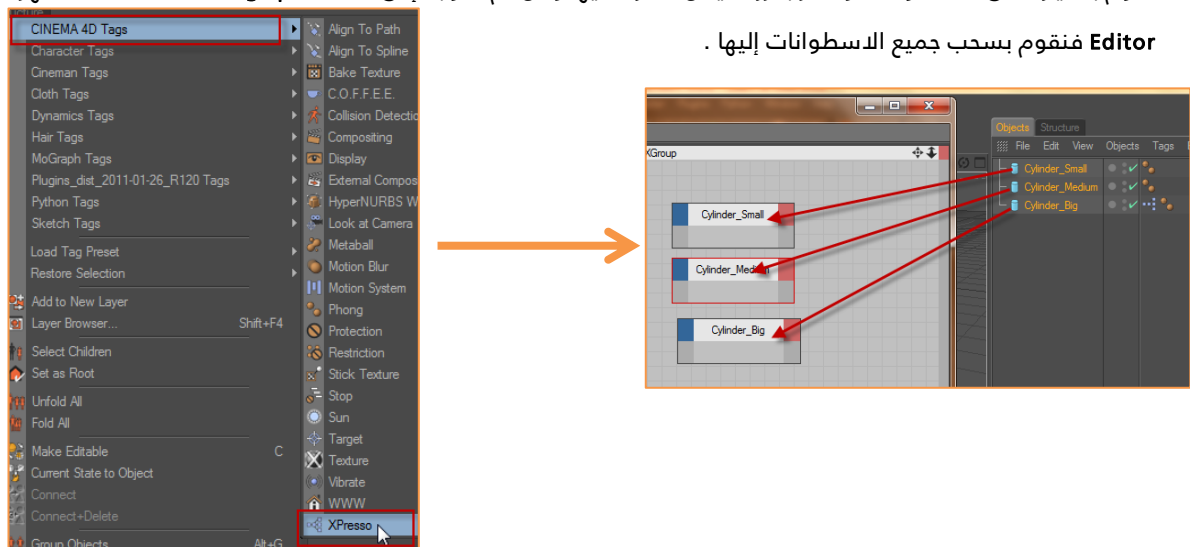 Editor فنقوم بسحب جميع الاسطوانات إليها .
CINEMA 4D Tags
Character Tags
Cineman Tags
Cloth Tags
Dynamics Tags
Hair Tags
MoGraph Tags
Plugins_dist_2011-01-26_R120 Tags
Python Tags
Sketch Tags
Load Tag Preset
Restore Selection
Add to New Layer
Layer Browser... Shift+F4
Select Children
Set as Root
Unfold All
Fold All
Make Editable C
Current State to Object
Connect
Connect+Delete
Group Objects Alt+G
Align To Path
Align To Spline
Bake Texture
C.O.F.F.E.E.
Collision Detectio
Compositing
Display
External Compos
HyperNURBS W
Look at Camera
Metaball
Motion Blur
Motion System
Phong
Protection
Restriction
Stick Texture
Stop
Sun
Target
Texture
Vibrate
WWW
XPresso
XGroup
Cylinder_Small
Cylinder_Medium
Cylinder_Big
Objects Structure
File Edit View Objects Tags
Cylinder_Small
Cylinder_Medium
Cylinder_Big